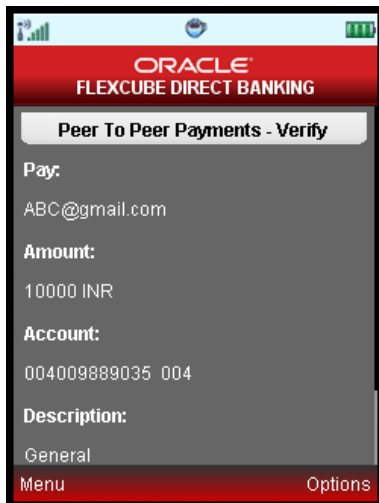 ORACLE
FLEXCUBE DIRECT BANKING
Peer To Peer Payments - Verify
Pay:
ABC@gmail.com
Amount:
10000 INR
Account:
004009889035 004
Description:
General
Menu Options